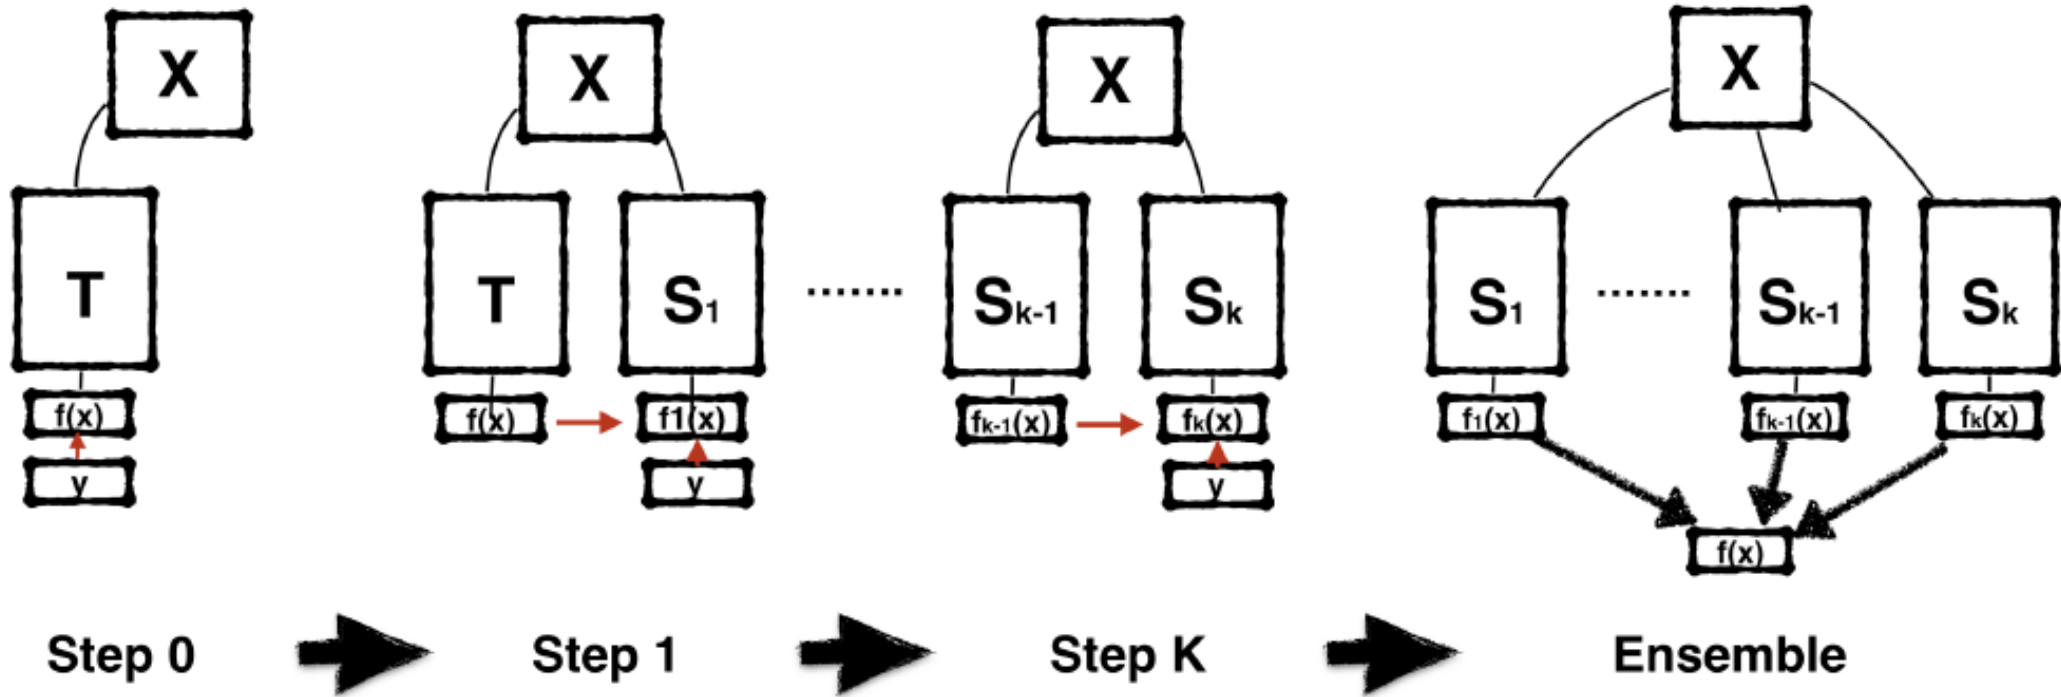 X X X X
T T S1 ....... Sk-1 Sk S1 ....... Sk-1 Sk
f(x) f(x) f1(x) fk-1(x) fk(x) f1(x) fk-1(x) fk(x)
y y y
f(x)
Step 0 Step 1 Step K Ensemble